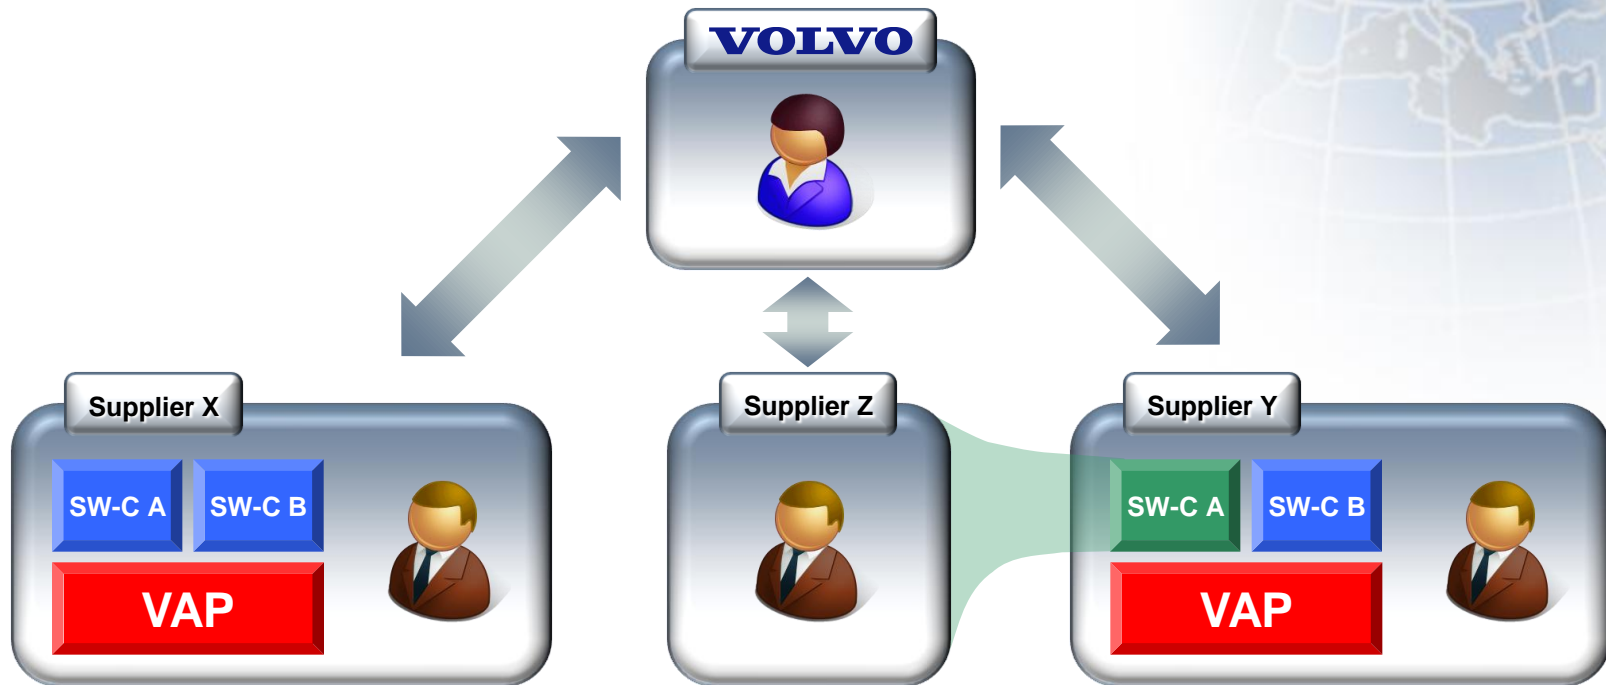 VOLVO
Supplier X
Supplier Z
Supplier Y
SW-C A
SW-C B
VAP
SW-C A
SW-C B
VAP